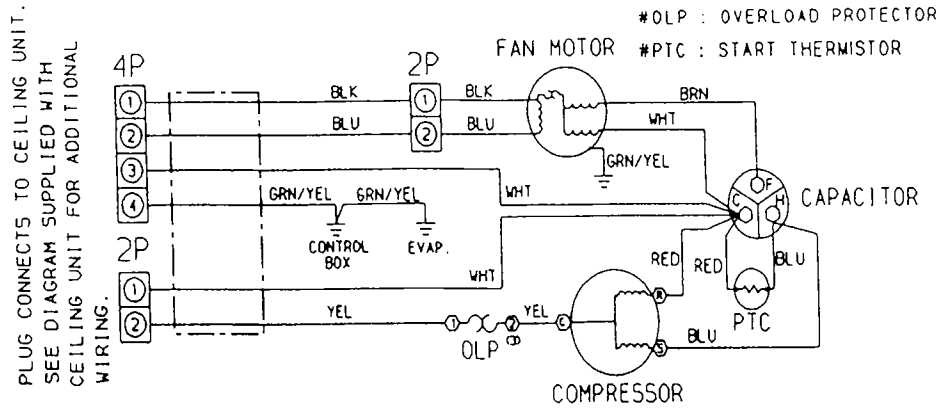 #OLP : OVERLOAD PROTECTOR
FAN MOTOR #PTC : START THERMISTOR
PLUG CONNECTS TO CEILING UNIT.
SEE DIAGRAM SUPPLIED WITH
CEILING UNIT FOR ADDITIONAL
WIRING.
4P
2P
1
BLK
1
BLK
BRN
2
BLU
2
BLU
WHT
3
GRN/YEL
WHT
F
C
H
CAPACITOR
4
GRN/YEL
GRN/YEL
CONTROL
BOX
EVAP.
2P
1
WHT
RED
RED
BLU
2
YEL
1
2
YEL
C
R
S
OLP
PTC
BLU
COMPRESSOR